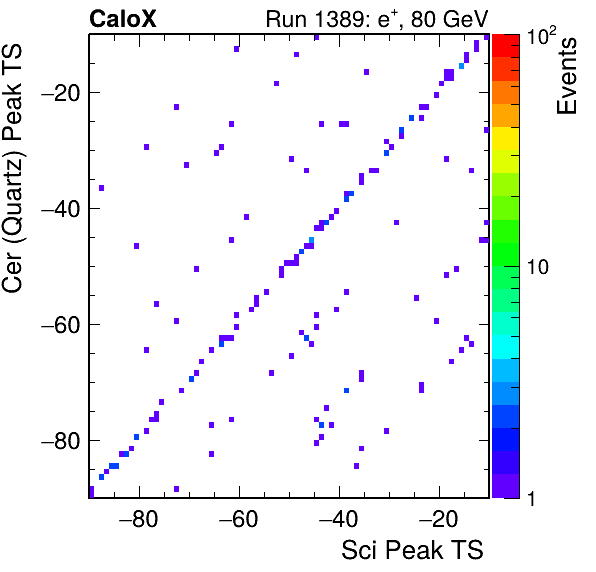 CaloX Run 1389: e⁺, 80 GeV
Cer (Quartz) Peak TS
−20
−40
−60
−80
−80 −60 −40 −20
Sci Peak TS
10²
10
1
Events